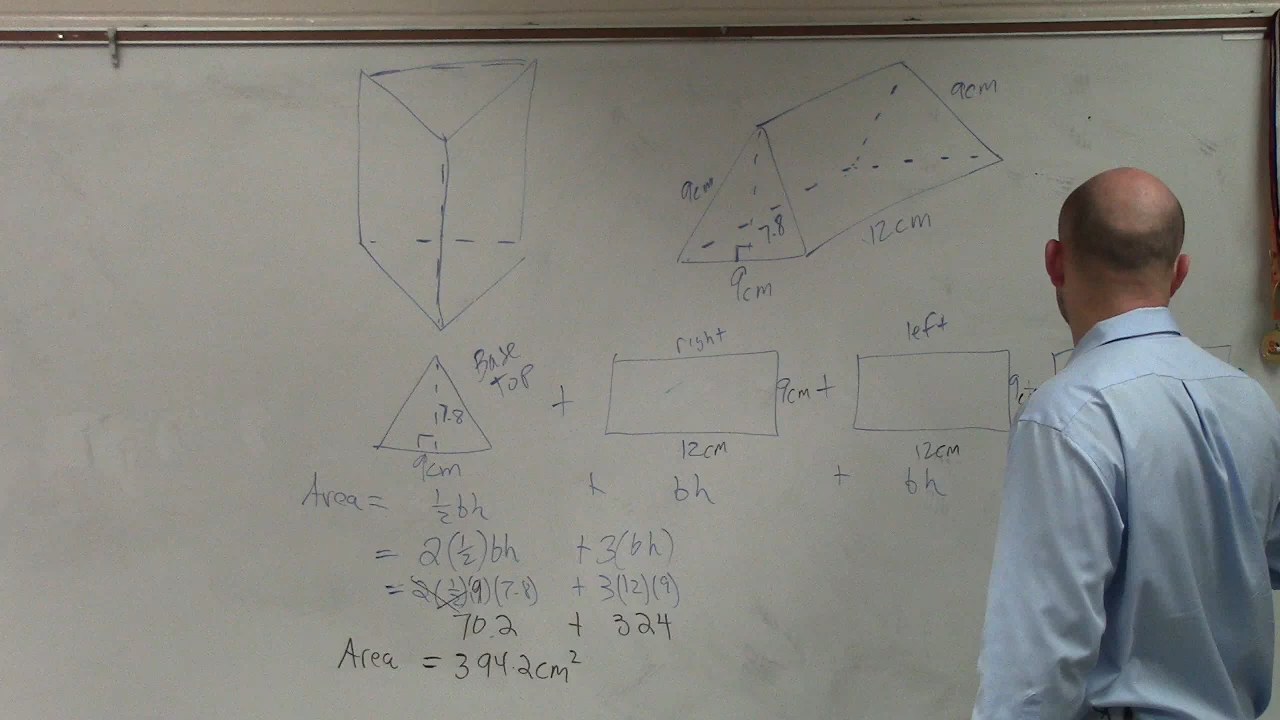 9cm
9cm
7.8
12cm
9cm
right
left
Base
TOP
7.8
+
9cm +
9cm
9cm
12cm
12cm
Area = ½bh + bh + bh
= 2(½)bh + 3(bh)
= 2(½)(9)(7.8) + 3(12)(9)
70.2 + 324
Area = 394.2cm²